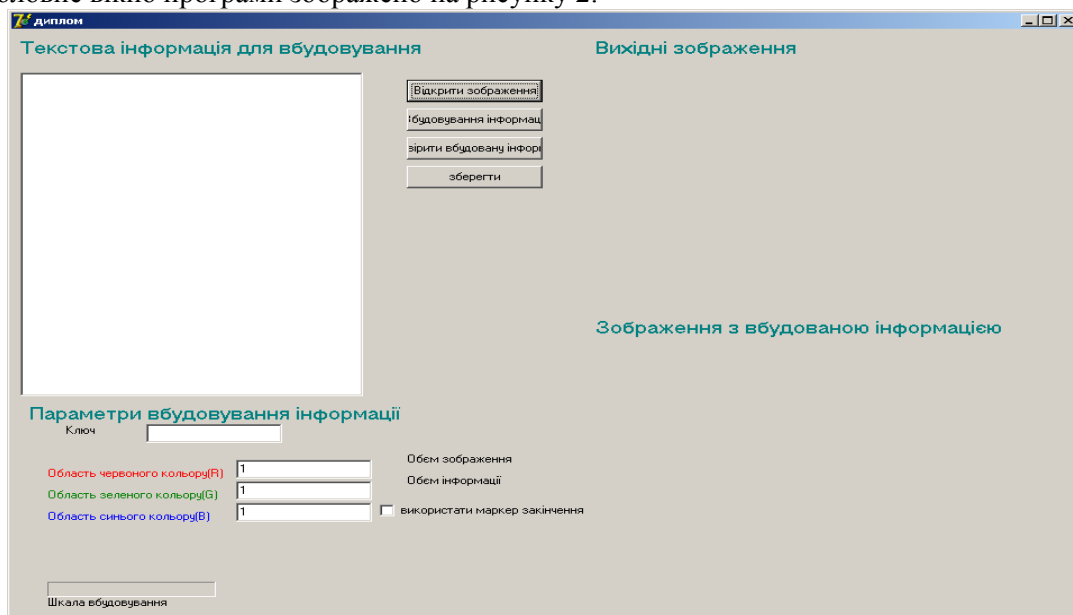 вікно програми зображено на рисунку 2.
диплом
Текстова інформація для вбудовування
Вихідні зображення
Відкрити зображення
будовування інформац
зірити вбудовану інфор
зберегти
Зображення з вбудованою інформацією
Параметри вбудовування інформації
Ключ
Обєм зображення
Область червоного кольору(R) 1
Обєм інформації
Область зеленого кольору(G) 1
Область синього кольору(B) 1
використати маркер закінчення
Шкала вбудовування